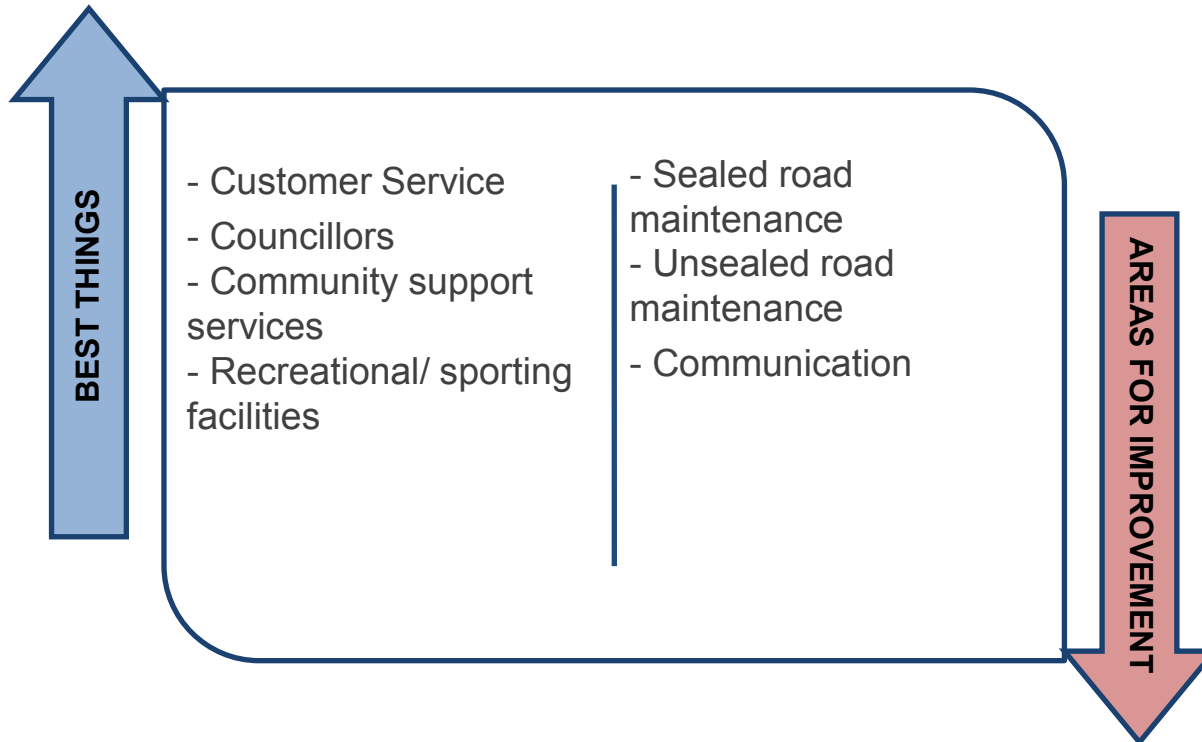 BEST THINGS
- Customer Service
- Councillors
- Community support
services
- Recreational/ sporting
facilities
- Sealed road
maintenance
- Unsealed road
maintenance
- Communication
AREAS FOR IMPROVEMENT